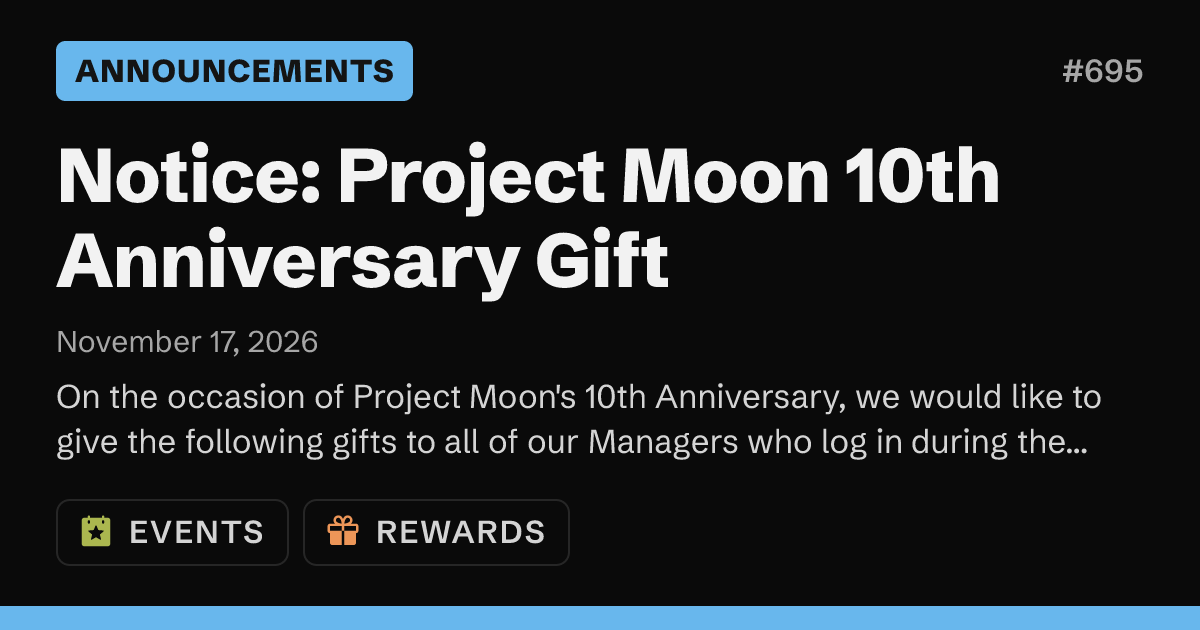 ANNOUNCEMENTS
#695
Notice: Project Moon 10th
Anniversary Gift
November 17, 2026
On the occasion of Project Moon's 10th Anniversary, we would like to
give the following gifts to all of our Managers who log in during the...
EVENTS
REWARDS